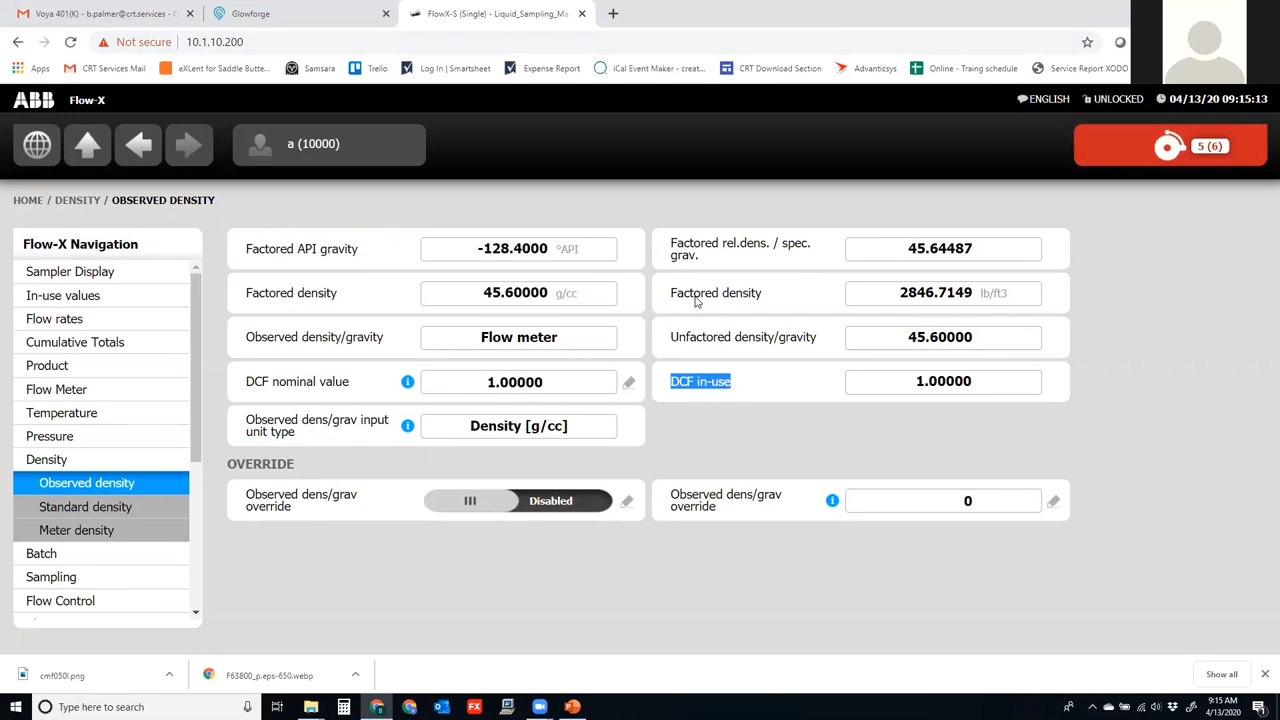 Voya 401(K) - b.palmer@crt.services - C
Glowforge
FlowX-S (Single) - Liquid_Sampling_Ma
Not secure
10.1.10.200
Apps
CRT Services Mail
eXLent for Saddle Butte...
Samsara
Trello
Log In | Smartsheet
Expense Report
iCal Event Maker - creat...
CRT Download Section
Advanticsys
Online - Traing schedule
Service Report XODO
ABB
Flow-X
ENGLISH
UNLOCKED
04/13/20 09:15:13
a (10000)
5 (6)
HOME / DENSITY / OBSERVED DENSITY
Flow-X Navigation
Sampler Display
In-use values
Flow rates
Cumulative Totals
Product
Flow Meter
Temperature
Pressure
Density
Observed density
Standard density
Meter density
Batch
Sampling
Flow Control
Factored API gravity
-128.4000 °API
Factored rel.dens. / spec.
grav.
45.64487
Factored density
45.60000 g/cc
Factored density
2846.7149 lb/ft3
Observed density/gravity
Flow meter
Unfactored density/gravity
45.60000
DCF nominal value
1.00000
DCF in-use
1.00000
Observed dens/grav input
unit type
Density [g/cc]
OVERRIDE
Observed dens/grav
override
Disabled
Observed dens/grav
override
0
cmf050l.png
F63800_p.eps-650.webp
Show all
Type here to search
FX
9:15 AM
4/13/2020